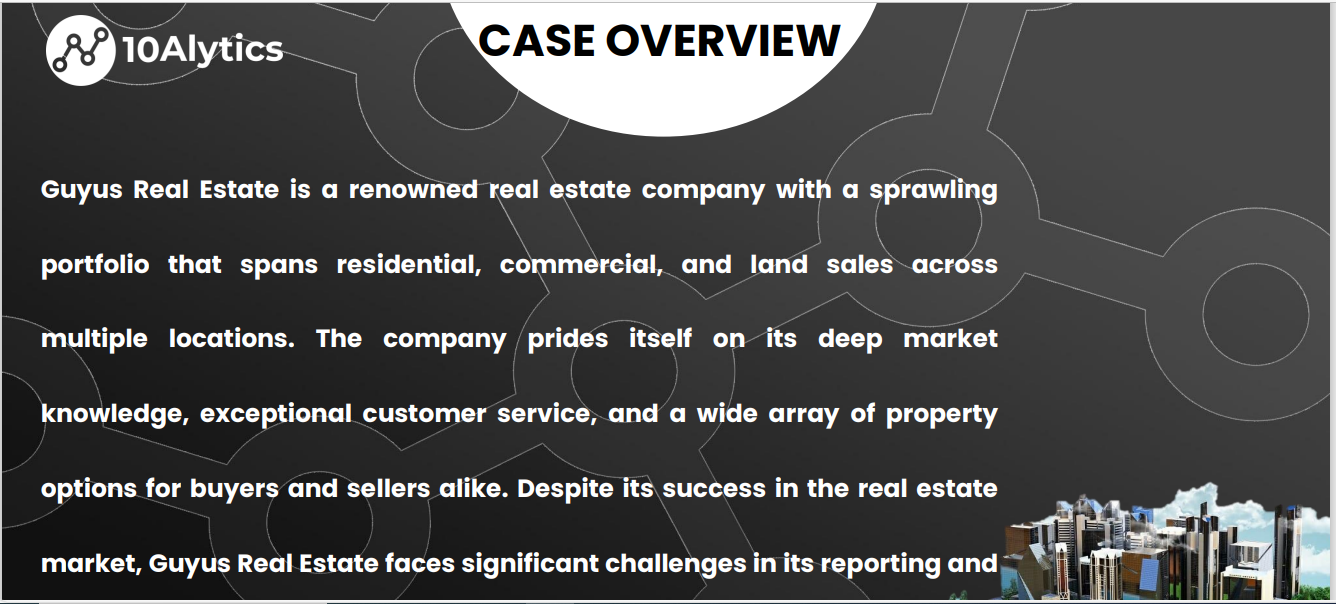 10Alytics
CASE OVERVIEW
Guyus Real Estate is a renowned real estate company with a sprawling
portfolio that spans residential, commercial, and land sales across
multiple locations. The company prides itself on its deep market
knowledge, exceptional customer service, and a wide array of property
options for buyers and sellers alike. Despite its success in the real estate
market, Guyus Real Estate faces significant challenges in its reporting and